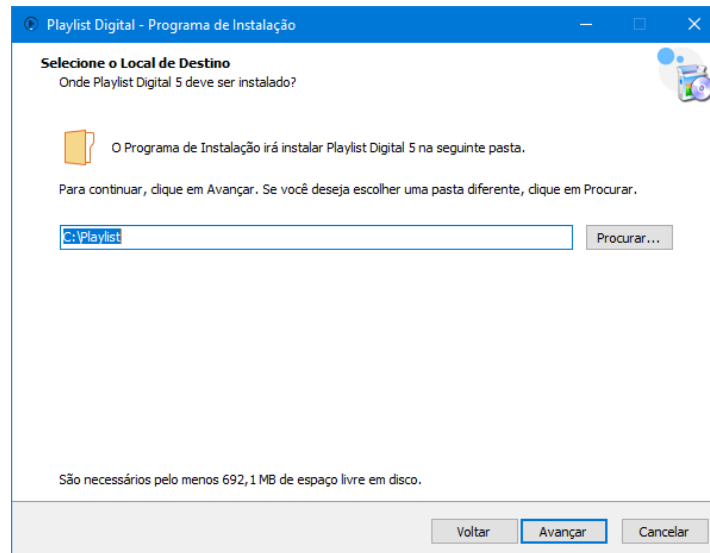 Playlist Digital - Programa de Instalação
Selecione o Local de Destino
Onde Playlist Digital 5 deve ser instalado?
O Programa de Instalação irá instalar Playlist Digital 5 na seguinte pasta.
Para continuar, clique em Avançar. Se você deseja escolher uma pasta diferente, clique em Procurar.
C:\Playlist
Procurar...
São necessários pelo menos 692,1 MB de espaço livre em disco.
Voltar
Avançar
Cancelar